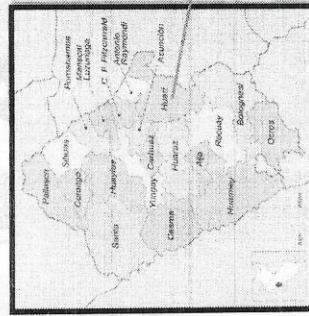 Pomabamba
Mariscal
Luzuriaga
C. F. Fitzcarrald
Antonio
Raymondi
Asunción
Pallasca
Sihuas
Corongo
Huaylas
Santa
Yungay
Carhuaz
Huari
Huaraz
Casma
Aija
Recuay
Bolognesi
Huarmey
Ocros